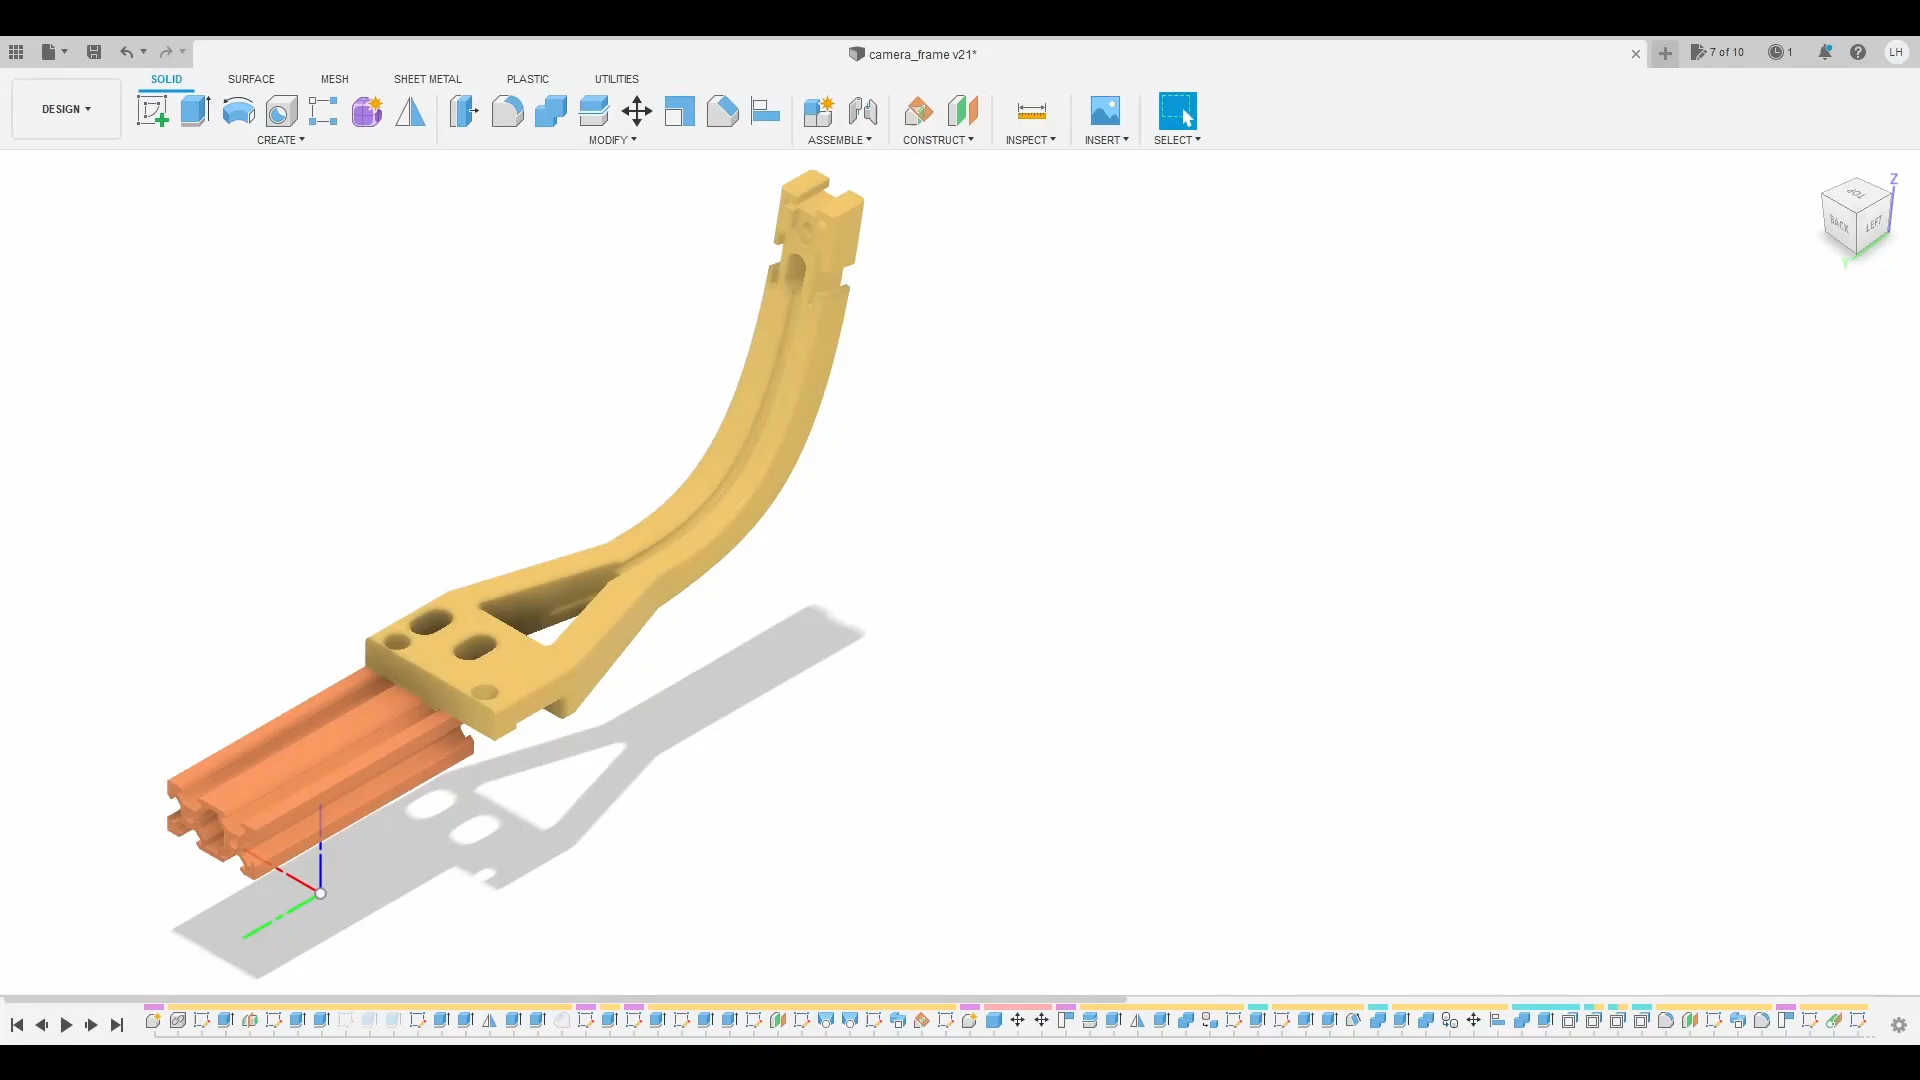 camera_frame v21*
7 of 10
1
LH
DESIGN
SOLID
SURFACE
MESH
SHEET METAL
PLASTIC
UTILITIES
CREATE
MODIFY
ASSEMBLE
CONSTRUCT
INSPECT
INSERT
SELECT
Z
TOP
BACK
LEFT
Y